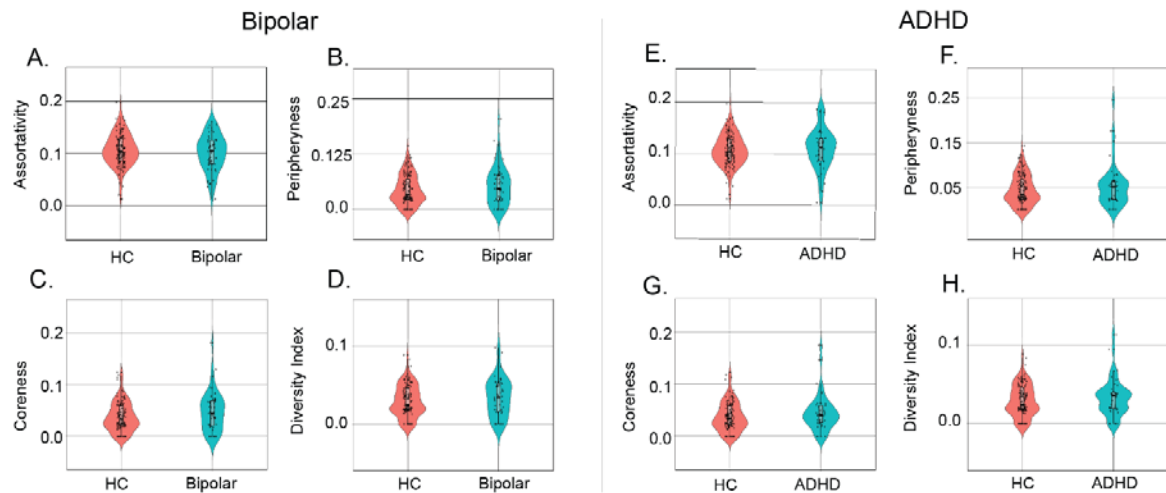 Bipolar
ADHD
A.
Assortativity
0.2
0.1
0.0
HC Bipolar
B.
Peripheryness
0.25
0.125
0.0
HC Bipolar
C.
Coreness
0.2
0.1
0.0
HC Bipolar
D.
Diversity Index
0.1
0.0
HC Bipolar
E.
Assortativity
0.2
0.1
0.0
HC ADHD
F.
Peripheryness
0.25
0.15
0.05
HC ADHD
G.
Coreness
0.2
0.1
0.0
HC ADHD
H.
Diversity Index
0.1
0.0
HC ADHD